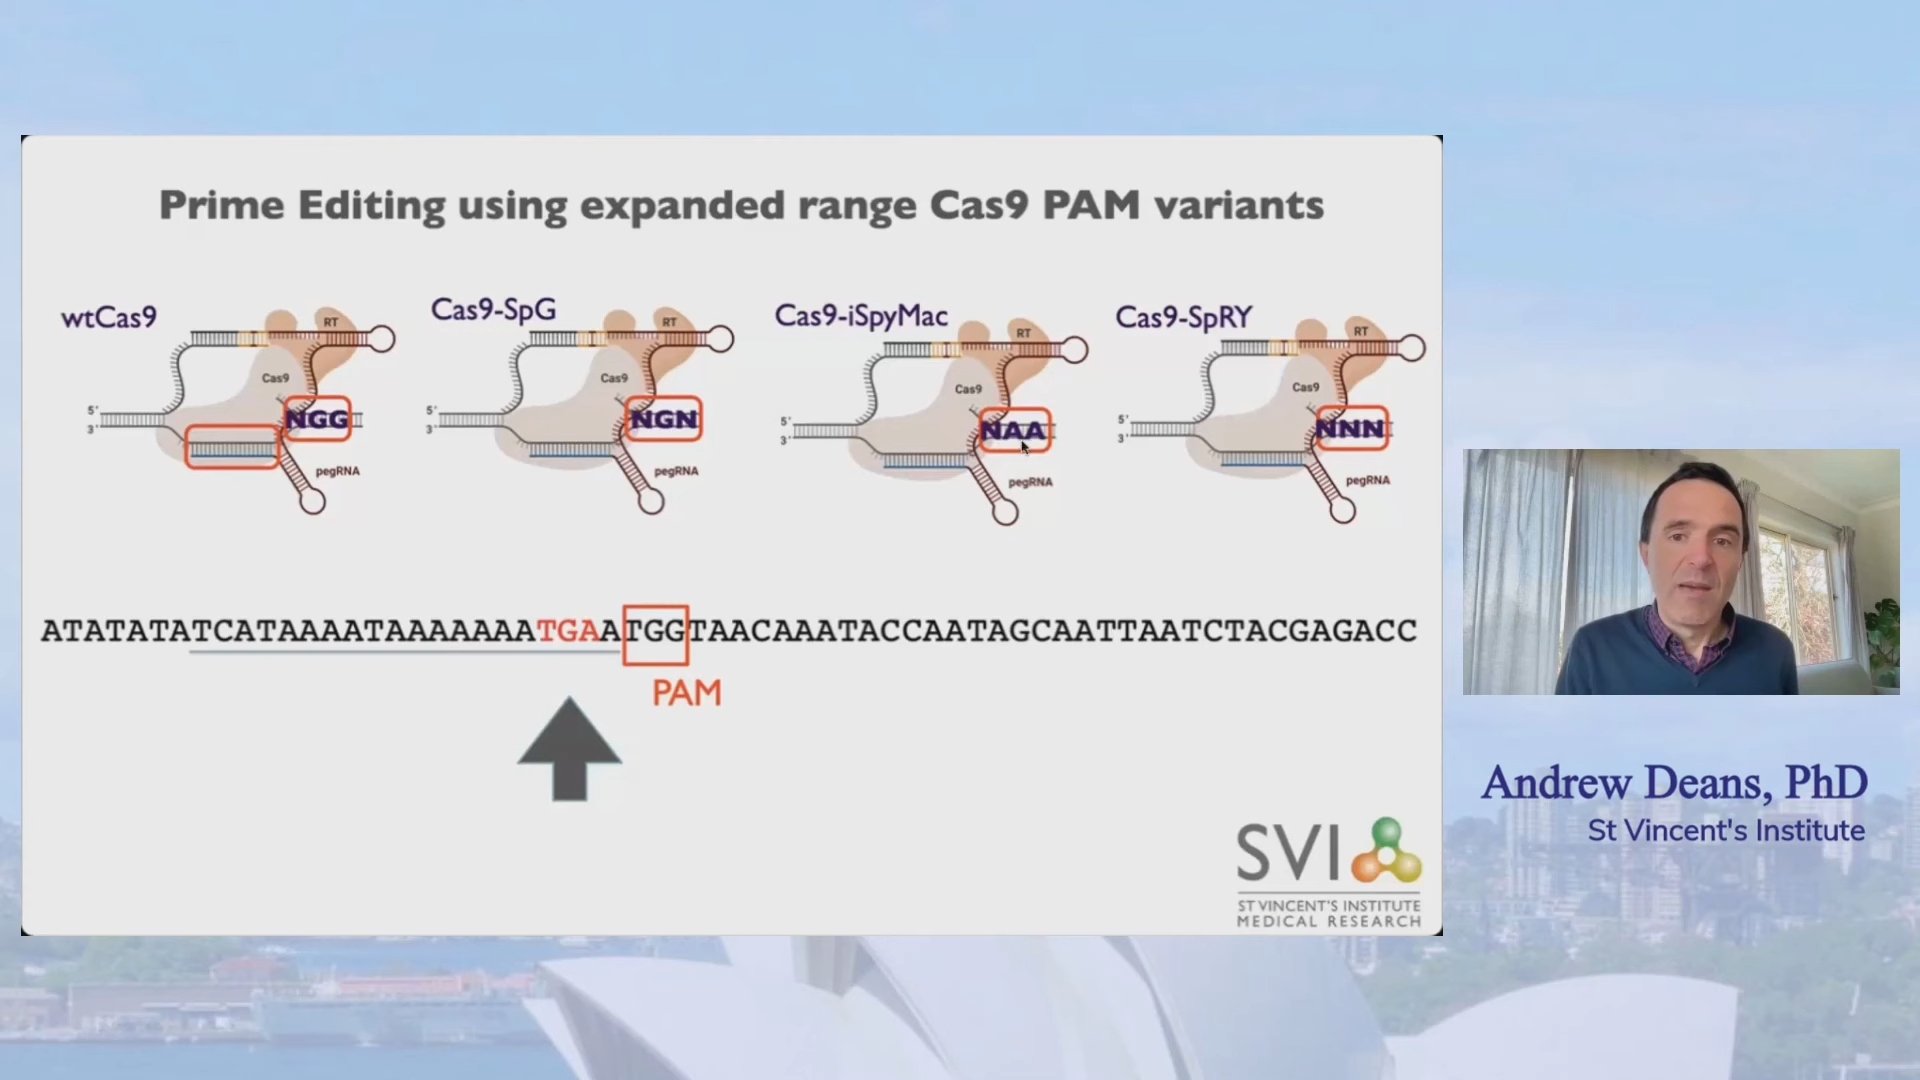 Prime Editing using expanded range Cas9 PAM variants
wtCas9
RT
Cas9
5'
3'
NGG
pegRNA
Cas9-SpG
RT
Cas9
5'
3'
NGN
pegRNA
Cas9-iSpyMac
RT
Cas9
5'
3'
NAA
pegRNA
Cas9-SpRY
RT
Cas9
5'
3'
NNN
pegRNA
ATATATATCATAAAATAAAAAAATGAATGGTAACAAATACCAATAGCAATTAATCTACGAGACC
PAM
SVI
ST VINCENT'S INSTITUTE
MEDICAL RESEARCH
Andrew Deans, PhD
St Vincent's Institute